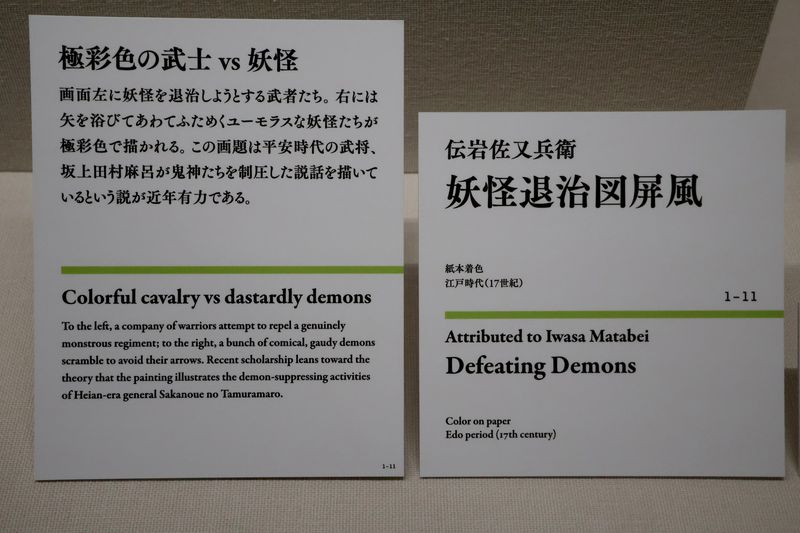 極彩色の武士 vs 妖怪
画面左に妖怪を退治しようとする武者たち。右には
矢を浴びてあわてふためくユーモラスな妖怪たちが
極彩色で描かれる。この画題は平安時代の武将、
坂上田村麻呂が鬼神たちを制圧した説話を描いて
いるという説が近年有力である。
Colorful cavalry vs dastardly demons
To the left, a company of warriors attempt to repel a genuinely
monstrous regiment; to the right, a bunch of comical, gaudy demons
scramble to avoid their arrows. Recent scholarship leans toward the
theory that the painting illustrates the demon-suppressing activities
of Heian-era general Sakanoue no Tamuramaro.
1-11
伝岩佐又兵衛
妖怪退治図屏風
紙本着色
江戸時代（17世紀）
1-11
Attributed to Iwasa Matabei
Defeating Demons
Color on paper
Edo period (17th century)